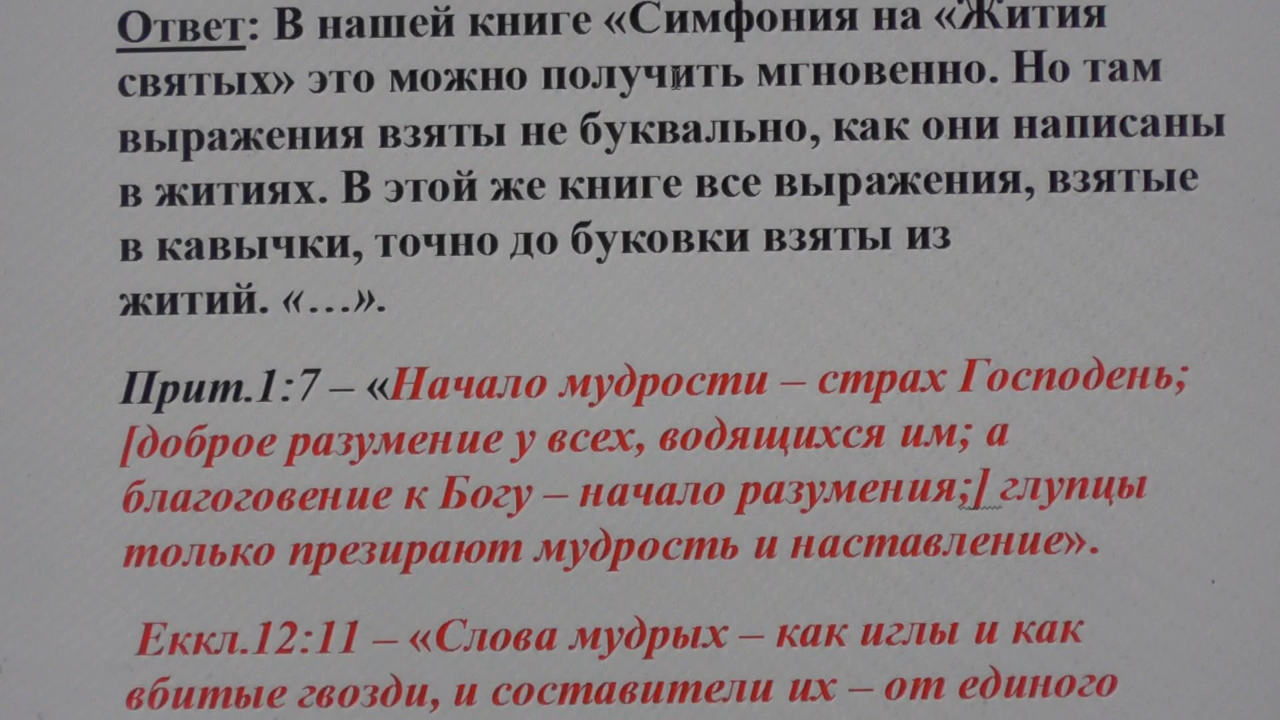 Ответ: В нашей книге «Симфония на «Жития
святых» это можно получить мгновенно. Но там
выражения взяты не буквально, как они написаны
в житиях. В этой же книге все выражения, взятые
в кавычки, точно до буковки взяты из
житий. «…».
Прит.1:7 – «Начало мудрости – страх Господень;
[доброе разумение у всех, водящихся им; а
благоговение к Богу – начало разумения;] глупцы
только презирают мудрость и наставление».
Еккл.12:11 – «Слова мудрых – как иглы и как
вбитые гвозди, и составители их – от единого